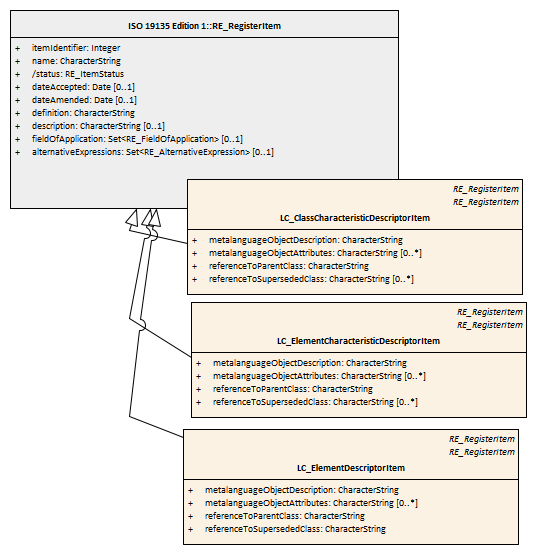 ISO 19135 Edition 1::RE_RegisterItem
+ itemIdentifier: Integer
+ name: CharacterString
+ /status: RE_ItemStatus
+ dateAccepted: Date [0..1]
+ dateAmended: Date [0..1]
+ definition: CharacterString
+ description: CharacterString [0..1]
+ fieldOfApplication: Set<RE_FieldOfApplication> [0..1]
+ alternativeExpressions: Set<RE_AlternativeExpression> [0..1]
RE_RegisterItem
RE_RegisterItem
LC_ClassCharacteristicDescriptorItem
+ metalanguageObjectDescription: CharacterString
+ metalanguageObjectAttributes: CharacterString [0..*]
+ referenceToParentClass: CharacterString
+ referenceToSupersededClass: CharacterString [0..*]
RE_RegisterItem
RE_RegisterItem
LC_ElementCharacteristicDescriptorItem
+ metalanguageObjectDescription: CharacterString
+ metalanguageObjectAttributes: CharacterString [0..*]
+ referenceToParentClass: CharacterString
+ referenceToSupersededClass: CharacterString [0..*]
RE_RegisterItem
RE_RegisterItem
LC_ElementDescriptorItem
+ metalanguageObjectDescription: CharacterString
+ metalanguageObjectAttributes: CharacterString [0..*]
+ referenceToParentClass: CharacterString
+ referenceToSupersededClass: CharacterString